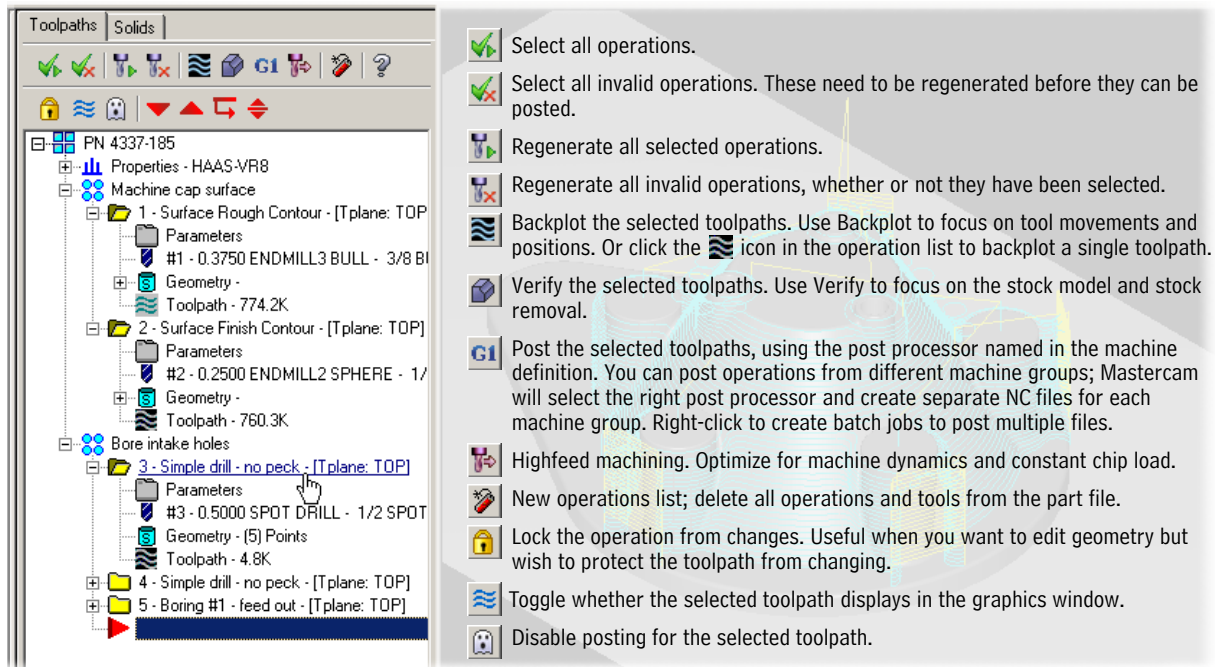 Toolpaths Solids
G1
PN 4337-185
Properties - HAAS-VR8
Machine cap surface
1 - Surface Rough Contour - [Tplane: TOP
Parameters
#1 - 0.3750 ENDMILL3 BULL - 3/8 BU
Geometry -
Toolpath - 774.2K
2 - Surface Finish Contour - [Tplane: TOP]
Parameters
#2 - 0.2500 ENDMILL2 SPHERE - 1/
Geometry -
Toolpath - 760.3K
Bore intake holes
3 - Simple drill - no peck - [Tplane: TOP]
Parameters
#3 - 0.5000 SPOT DRILL - 1/2 SPOT
Geometry - (5) Points
Toolpath - 4.8K
4 - Simple drill - no peck - [Tplane: TOP]
5 - Boring #1 - feed out - [Tplane: TOP]
Select all operations.
Select all invalid operations. These need to be regenerated before they can be
posted.
Regenerate all selected operations.
Regenerate all invalid operations, whether or not they have been selected.
Backplot the selected toolpaths. Use Backplot to focus on tool movements and
positions. Or click the icon in the operation list to backplot a single toolpath.
Verify the selected toolpaths. Use Verify to focus on the stock model and stock
removal.
G1 Post the selected toolpaths, using the post processor named in the machine
definition. You can post operations from different machine groups; Mastercam
will select the right post processor and create separate NC files for each
machine group. Right-click to create batch jobs to post multiple files.
Highfeed machining. Optimize for machine dynamics and constant chip load.
New operations list; delete all operations and tools from the part file.
Lock the operation from changes. Useful when you want to edit geometry but
wish to protect the toolpath from changing.
Toggle whether the selected toolpath displays in the graphics window.
Disable posting for the selected toolpath.